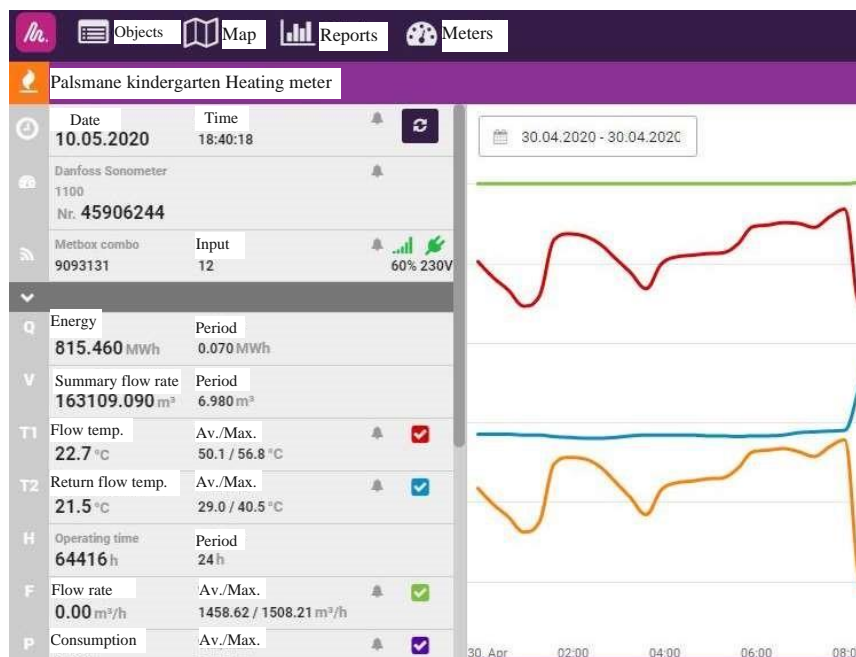 Objects Map Reports Meters
Palsmane kindergarten Heating meter
Date Time
10.05.2020 18:40:18
30.04.2020 - 30.04.202
Danfoss Sonometer
1100
Nr. 45906244
Metbox combo Input
9093131 12 60% 230V
Q Energy Period
815.460 MWh 0.070 MWh
V Summary flow rate Period
163109.090 m³ 6.980 m³
T1 Flow temp. Av./Max.
22.7 °C 50.1 / 56.8 °C
T2 Return flow temp. Av./Max.
21.5 °C 29.0 / 40.5 °C
H Operating time Period
64416 h 24 h
F Flow rate Av./Max.
0.00 m³/h 1458.62 / 1508.21 m³/h
P Consumption Av./Max.
30. Apr 02:00 04:00 06:00 08:0